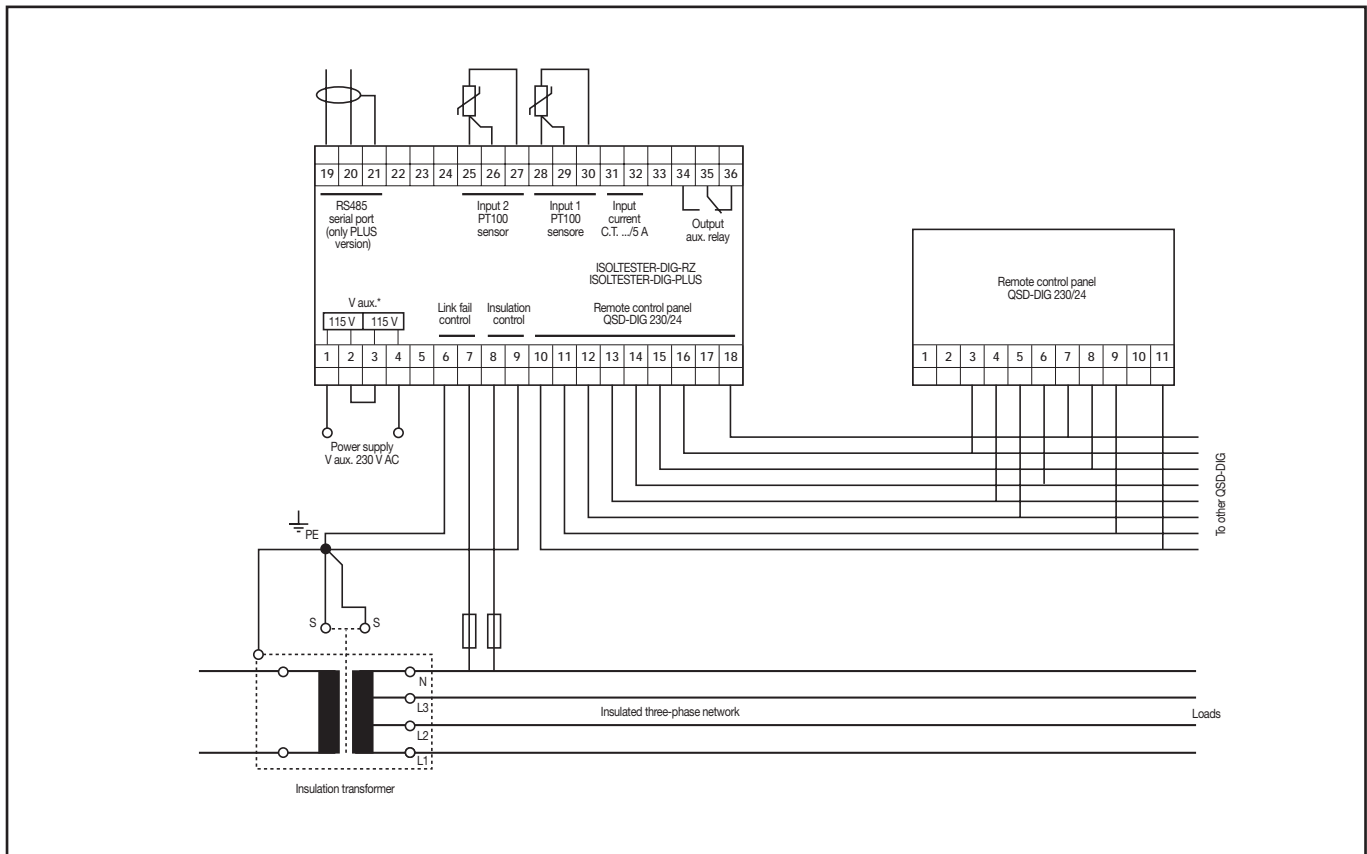 19 20 21 22 23 24 25 26 27 28 29 30 31 32 33 34 35 36
RS485
serial port
(only PLUS
version)
Input 2
PT100
sensor
Input 1
PT100
sensore
Input
current
C.T. .../5 A
Output
aux. relay
ISOLTESTER-DIG-RZ
ISOLTESTER-DIG-PLUS
V aux.*
115 V 115 V
Link fail
control
Insulation
control
Remote control panel
QSD-DIG 230/24
1 2 3 4 5 6 7 8 9 10 11 12 13 14 15 16 17 18
Remote control panel
QSD-DIG 230/24
1 2 3 4 5 6 7 8 9 10 11
Power supply
V aux. 230 V AC
To other QSD-DIG
PE
S S
N
L3
L2
L1
Insulated three-phase network
Loads
Insulation transformer